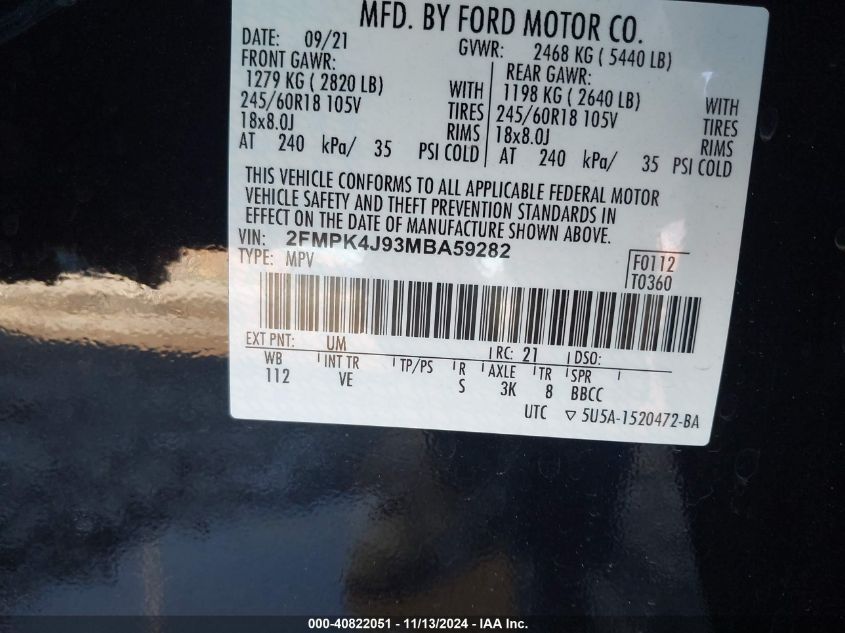 MFD. BY FORD MOTOR CO.
DATE: 09/21 GVWR: 2468 KG ( 5440 LB)
FRONT GAWR: REAR GAWR:
1279 KG ( 2820 LB) WITH 1198 KG ( 2640 LB) WITH
245/60R18 105V TIRES 245/60R18 105V TIRES
18x8.0J RIMS 18x8.0J RIMS
AT 240 kPa/ 35 PSI COLD AT 240 kPa/ 35 PSI COLD
THIS VEHICLE CONFORMS TO ALL APPLICABLE FEDERAL MOTOR
VEHICLE SAFETY AND THEFT PREVENTION STANDARDS IN
EFFECT ON THE DATE OF MANUFACTURE SHOWN ABOVE.
VIN: 2FMPK4J93MBA59282
TYPE: MPV F0112
T0360
EXT PNT: UM RC: 21 DSO:
WB INT TR TP/PS R AXLE TR SPR
112 VE S 3K 8 BBCC
UTC ▽ 5U5A-1520472-BA
000-40822051 - 11/13/2024 - IAA Inc.